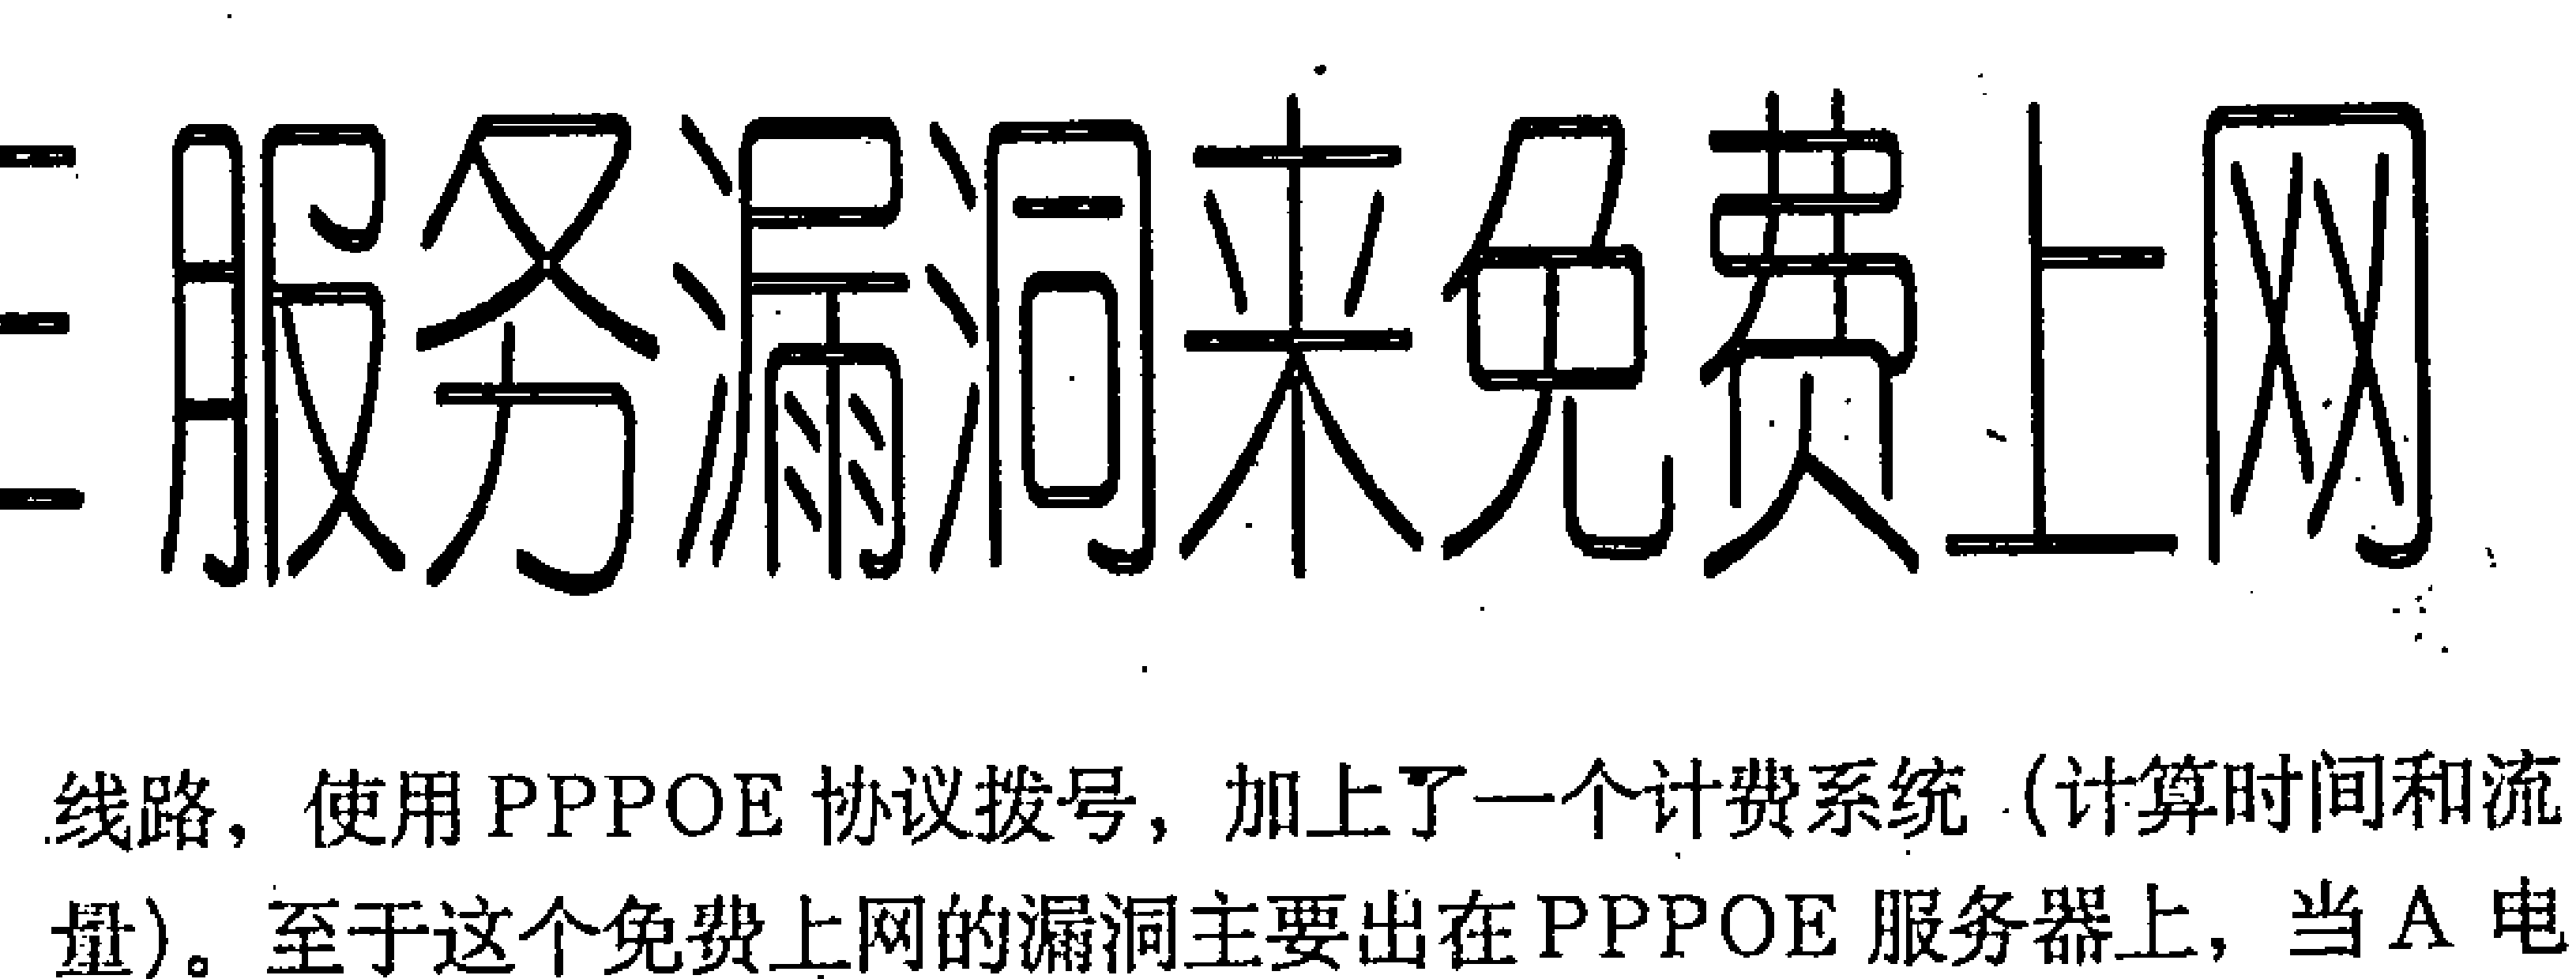 E服务漏洞来免费上网
线路，使用PPPOE协议拨号，加上了一个计费系统（计算时间和流
量）。至于这个免费上网的漏洞主要出在PPPOE服务器上，当A电